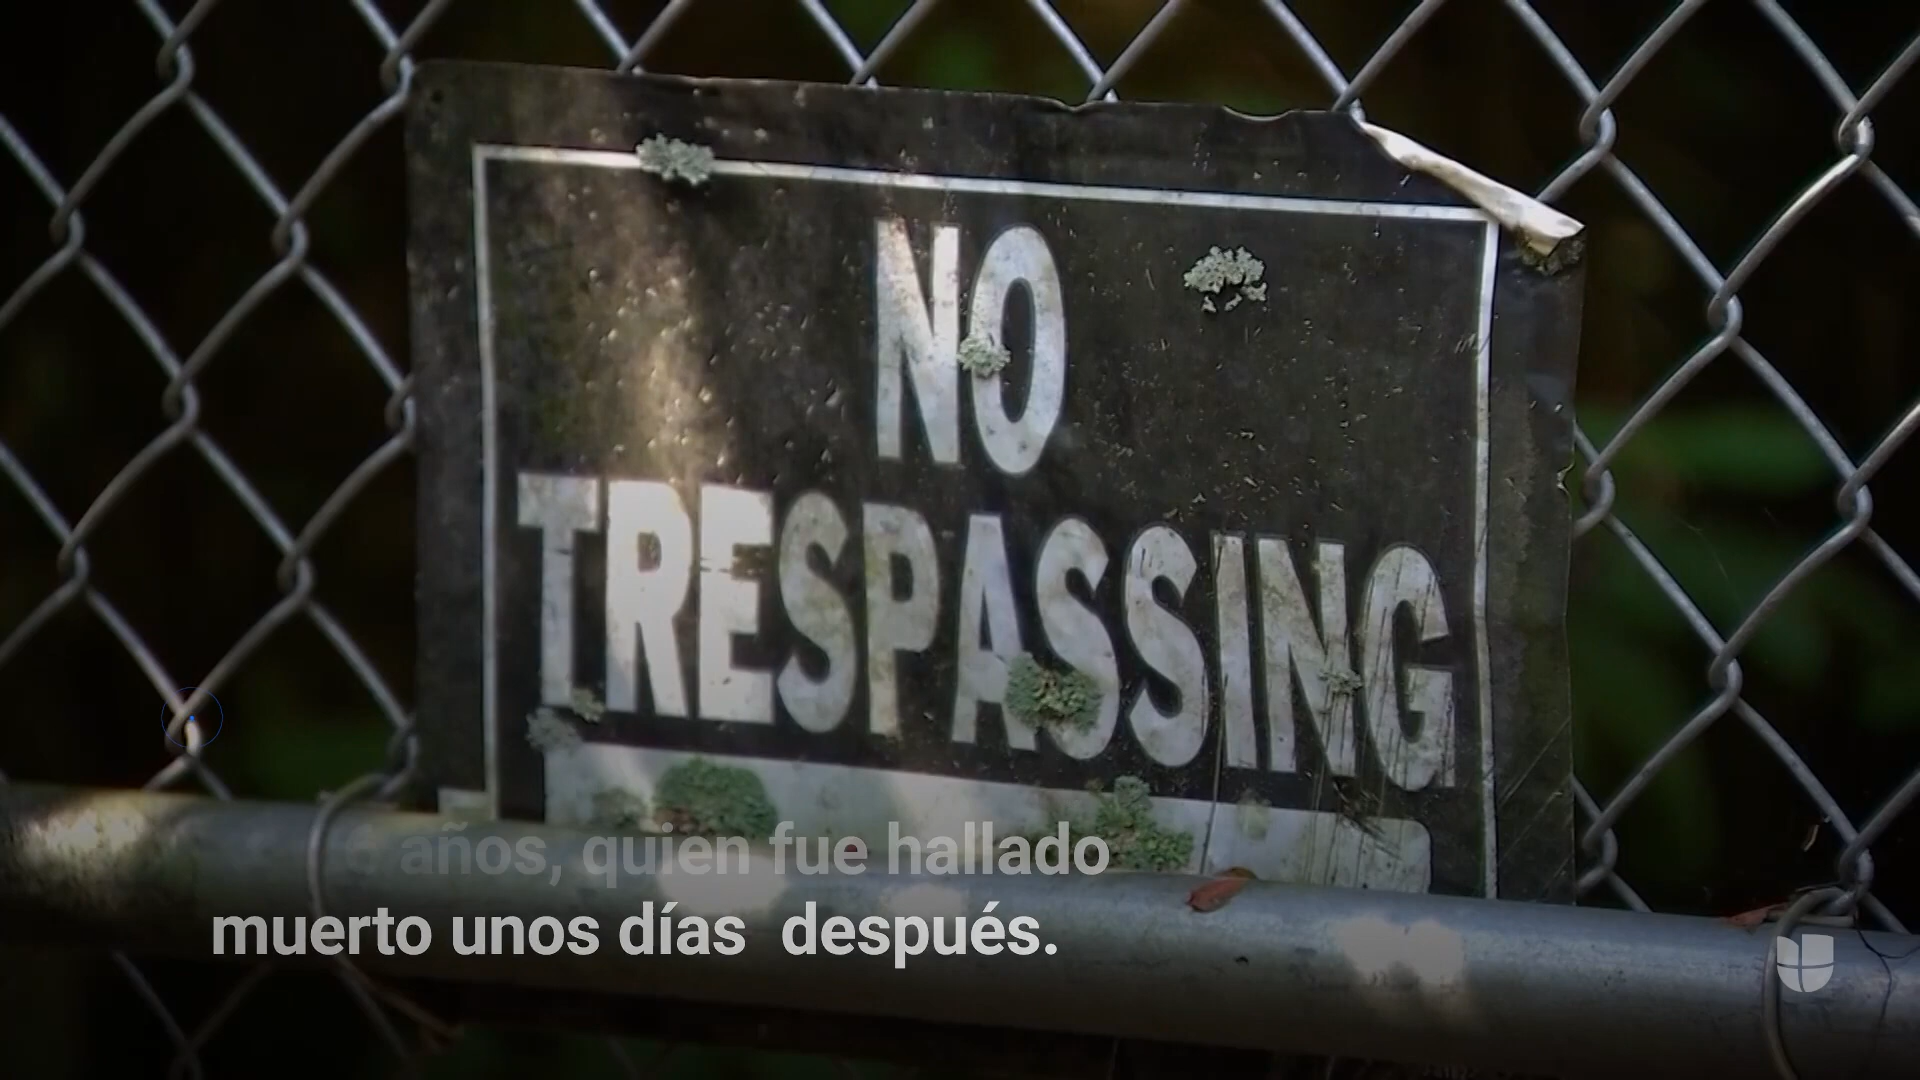 NO
TRESPASSING
años, quien fue hallado
muerto unos días después.